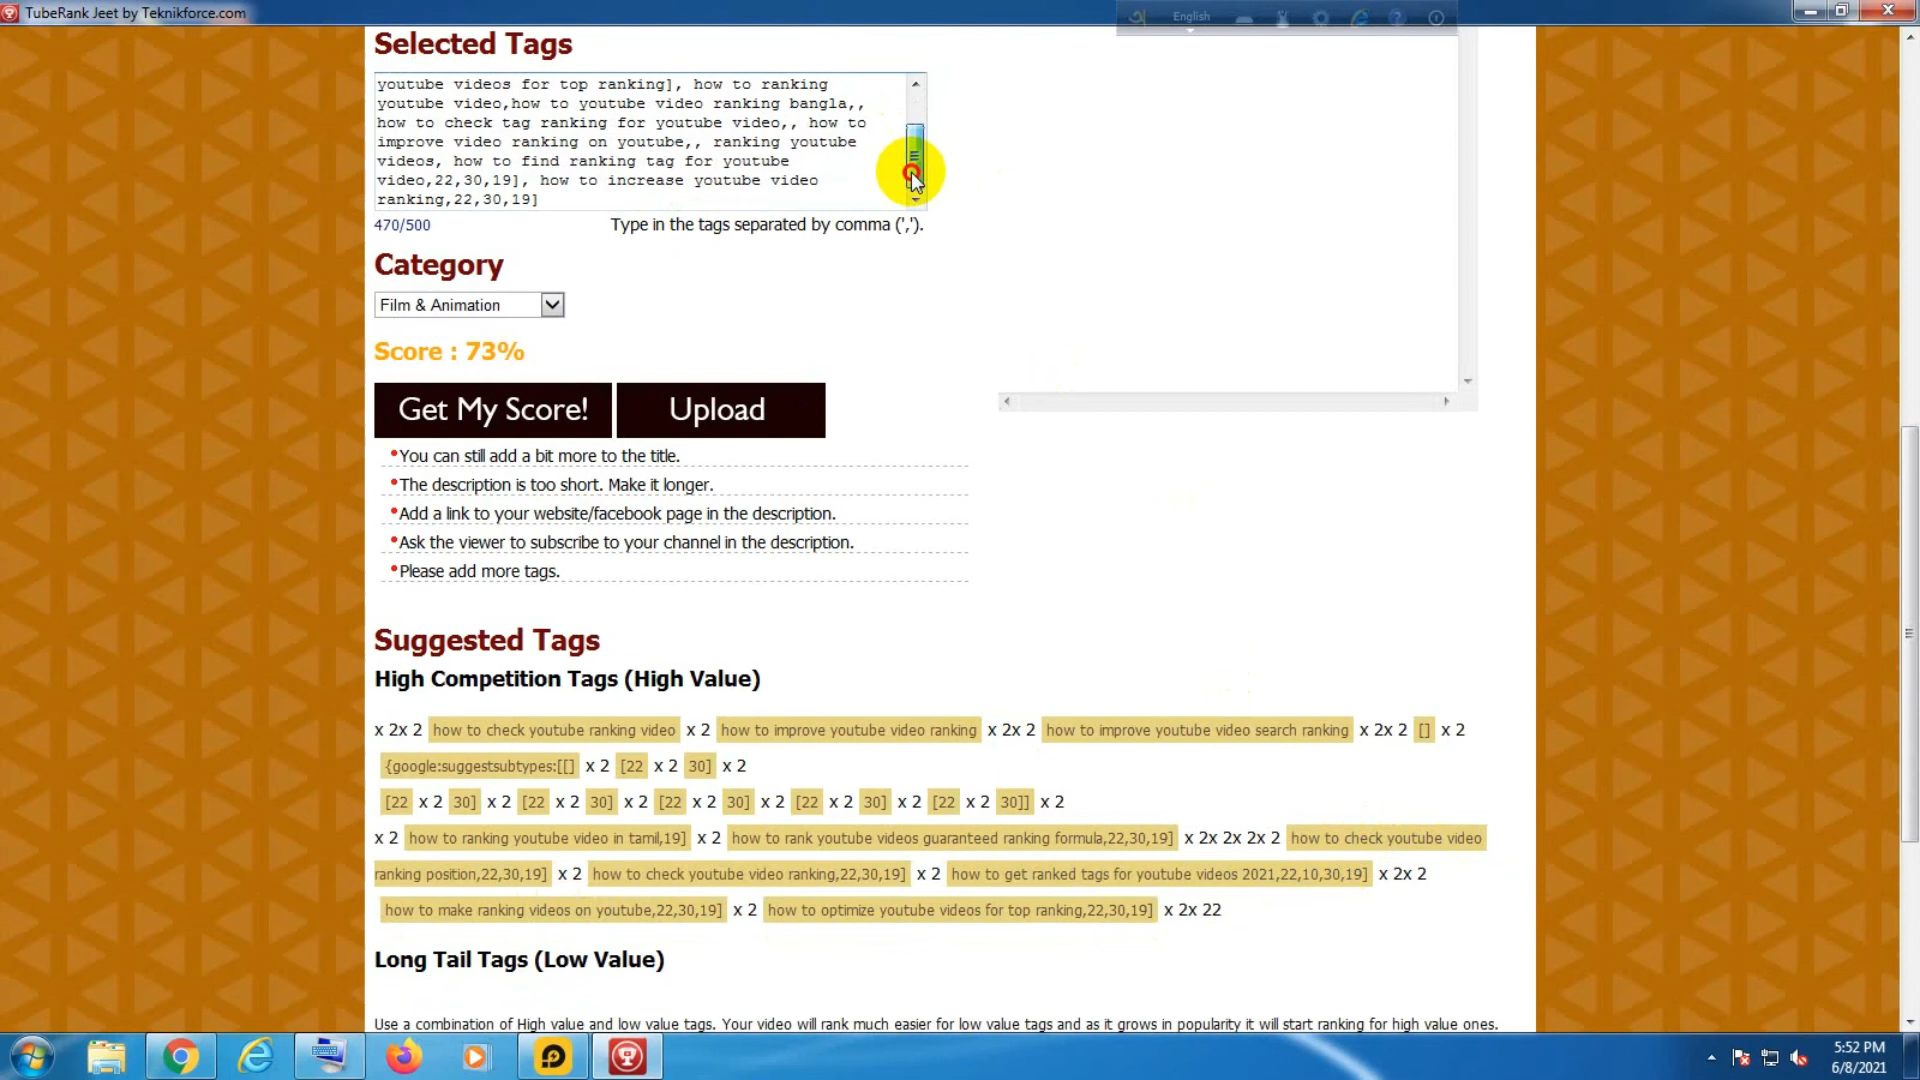 TubeRank Jeet by Teknikforce.com
English
Selected Tags
youtube videos for top ranking], how to ranking
youtube video,how to youtube video ranking bangla,,
how to check tag ranking for youtube video,, how to
improve video ranking on youtube,, ranking youtube
videos, how to find ranking tag for youtube
video,22,30,19], how to increase youtube video
ranking,22,30,19]
470/500 Type in the tags separated by comma (',').
Category
Film & Animation
Score : 73%
Get My Score! Upload
•You can still add a bit more to the title.
•The description is too short. Make it longer.
•Add a link to your website/facebook page in the description.
•Ask the viewer to subscribe to your channel in the description.
•Please add more tags.
Suggested Tags
High Competition Tags (High Value)
x 2x 2 how to check youtube ranking video x 2 how to improve youtube video ranking x 2x 2 how to improve youtube video search ranking x 2x 2 [] x 2
{google:suggestsubtypes:[[] x 2 [22 x 2 30] x 2
[22 x 2 30] x 2 [22 x 2 30] x 2 [22 x 2 30] x 2 [22 x 2 30] x 2 [22 x 2 30]] x 2
x 2 how to ranking youtube video in tamil,19] x 2 how to rank youtube videos guaranteed ranking formula,22,30,19] x 2x 2x 2x 2 how to check youtube video
ranking position,22,30,19] x 2 how to check youtube video ranking,22,30,19] x 2 how to get ranked tags for youtube videos 2021,22,10,30,19] x 2x 2
how to make ranking videos on youtube,22,30,19] x 2 how to optimize youtube videos for top ranking,22,30,19] x 2x 22
Long Tail Tags (Low Value)
Use a combination of High value and low value tags. Your video will rank much easier for low value tags and as it grows in popularity it will start ranking for high value ones.
5:52 PM
6/8/2021